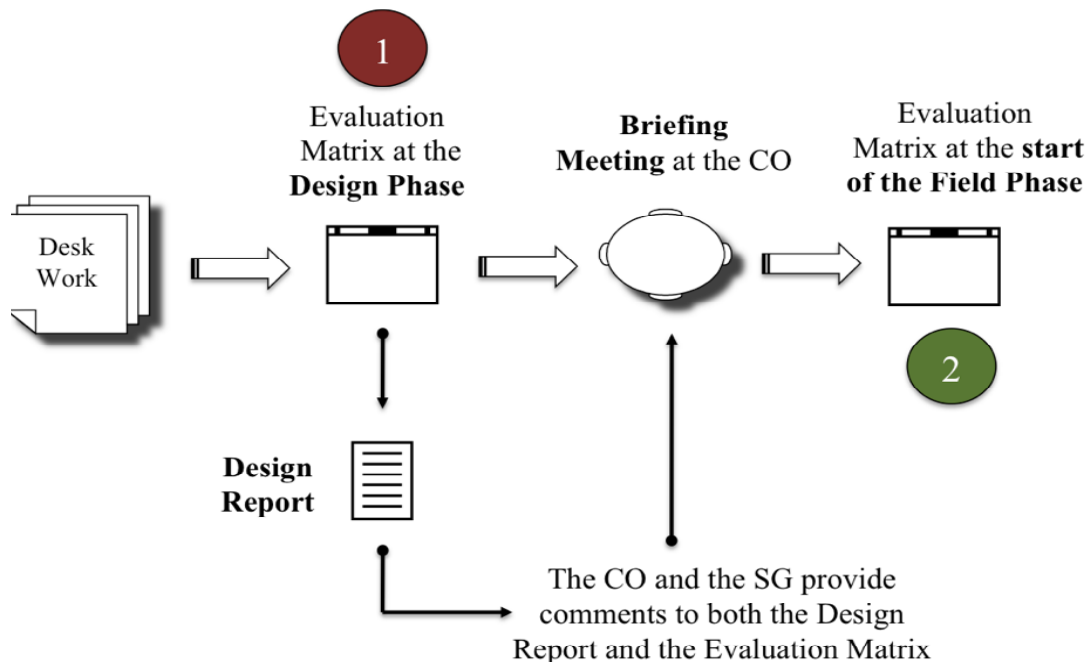 1
Evaluation
Matrix at the
Design Phase
Briefing
Meeting at the CO
Evaluation
Matrix at the start
of the Field Phase
Desk
Work
2
Design
Report
The CO and the SG provide
comments to both the Design
Report and the Evaluation Matrix